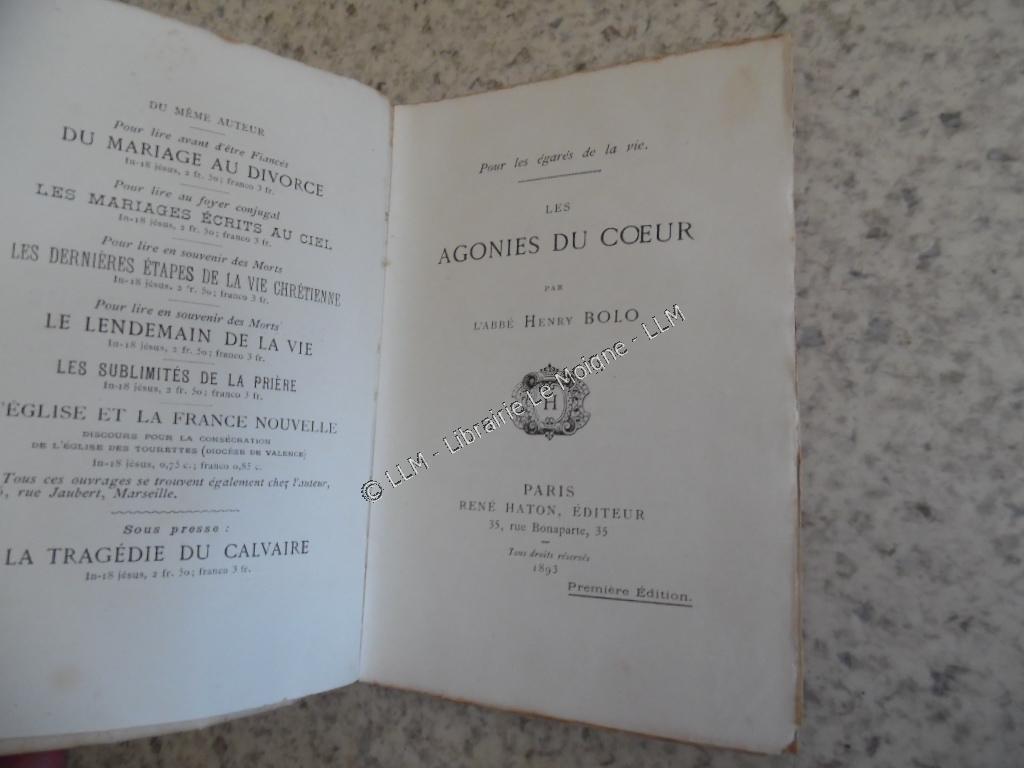 DU MÊME AUTEUR
Pour lire avant d'être Fiancés
DU MARIAGE AU DIVORCE
In-18 jésus, 2 fr. 50; franco 3 fr.
Pour lire au foyer conjugal
LES MARIAGES ÉCRITS AU CIEL
In-18 jésus, 2 fr. 50; franco 3 fr.
Pour lire en souvenir des Morts
LES DERNIÈRES ÉTAPES DE LA VIE CHRÉTIENNE
In-18 jésus, 2 fr. 50; franco 3 fr.
Pour lire en souvenir des Morts
LE LENDEMAIN DE LA VIE
In-18 jésus, 2 fr. 50; franco 3 fr.
LES SUBLIMITÉS DE LA PRIÈRE
In-18 jésus, 2 fr. 50; franco 3 fr.
'ÉGLISE ET LA FRANCE NOUVELLE
DISCOURS POUR LA CONSÉCRATION
DE L'ÉGLISE DES TOURETTES (DIOCÈSE DE VALENCE)
In-18 jésus, 0,75 c.; franco 0,85 c.
Tous ces ouvrages se trouvent également chez l'auteur,
, rue Jaubert, Marseille.
Sous presse :
LA TRAGÉDIE DU CALVAIRE
In-18 jésus, 2 fr. 50; franco 3 fr.
Pour les égarés de la vie.
LES
AGONIES DU CŒUR
PAR
L'ABBÉ HENRY BOLO
H
PARIS
RENÉ HATON, ÉDITEUR
35, rue Bonaparte, 35
Tous droits réservés
1893
Première Édition.
© LLM - Librairie Le Moigne - LLM